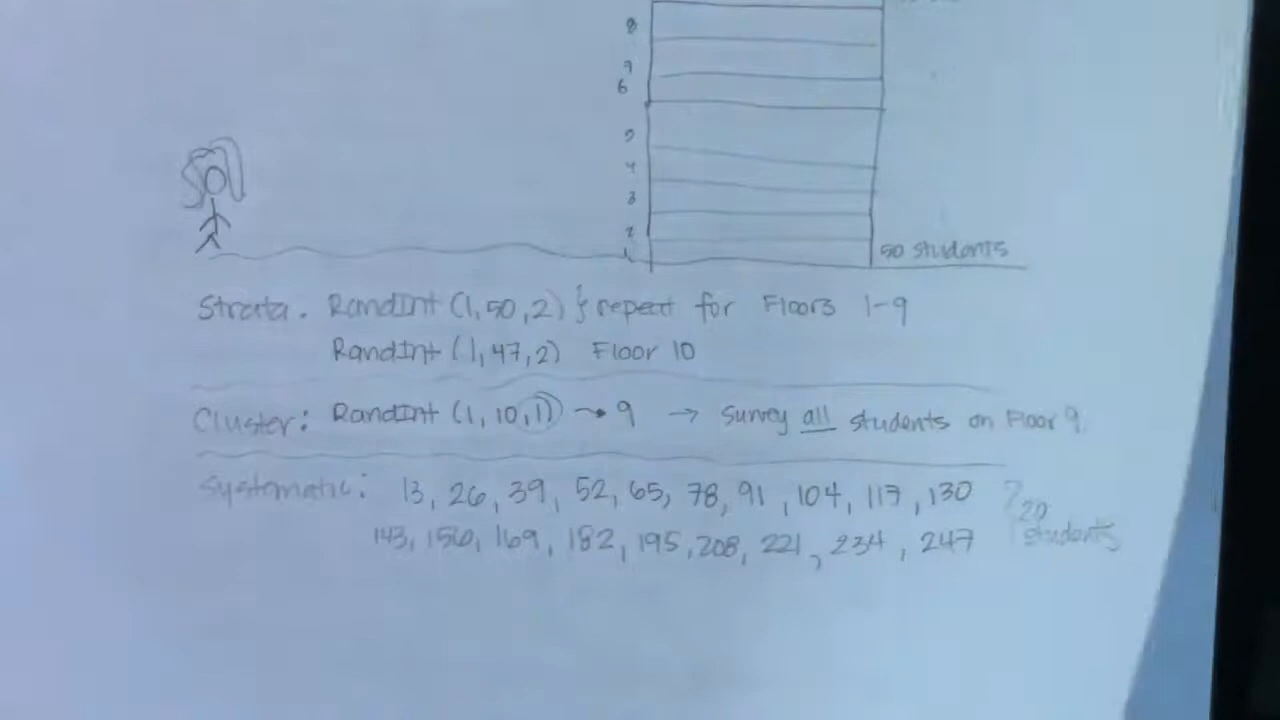 8
7
6
5
4
3
2
1
50 students
Strata. RandInt (1,50,2) } repeat for Floors 1-9
RandInt (1,47,2) Floor 10
Cluster: RandInt (1,10,1) → 9 → Survey all students on Floor 9.
Systematic: 13, 26, 39, 52, 65, 78, 91, 104, 117, 130
143, 156, 169, 182, 195, 208, 221, 234, 247
20
students